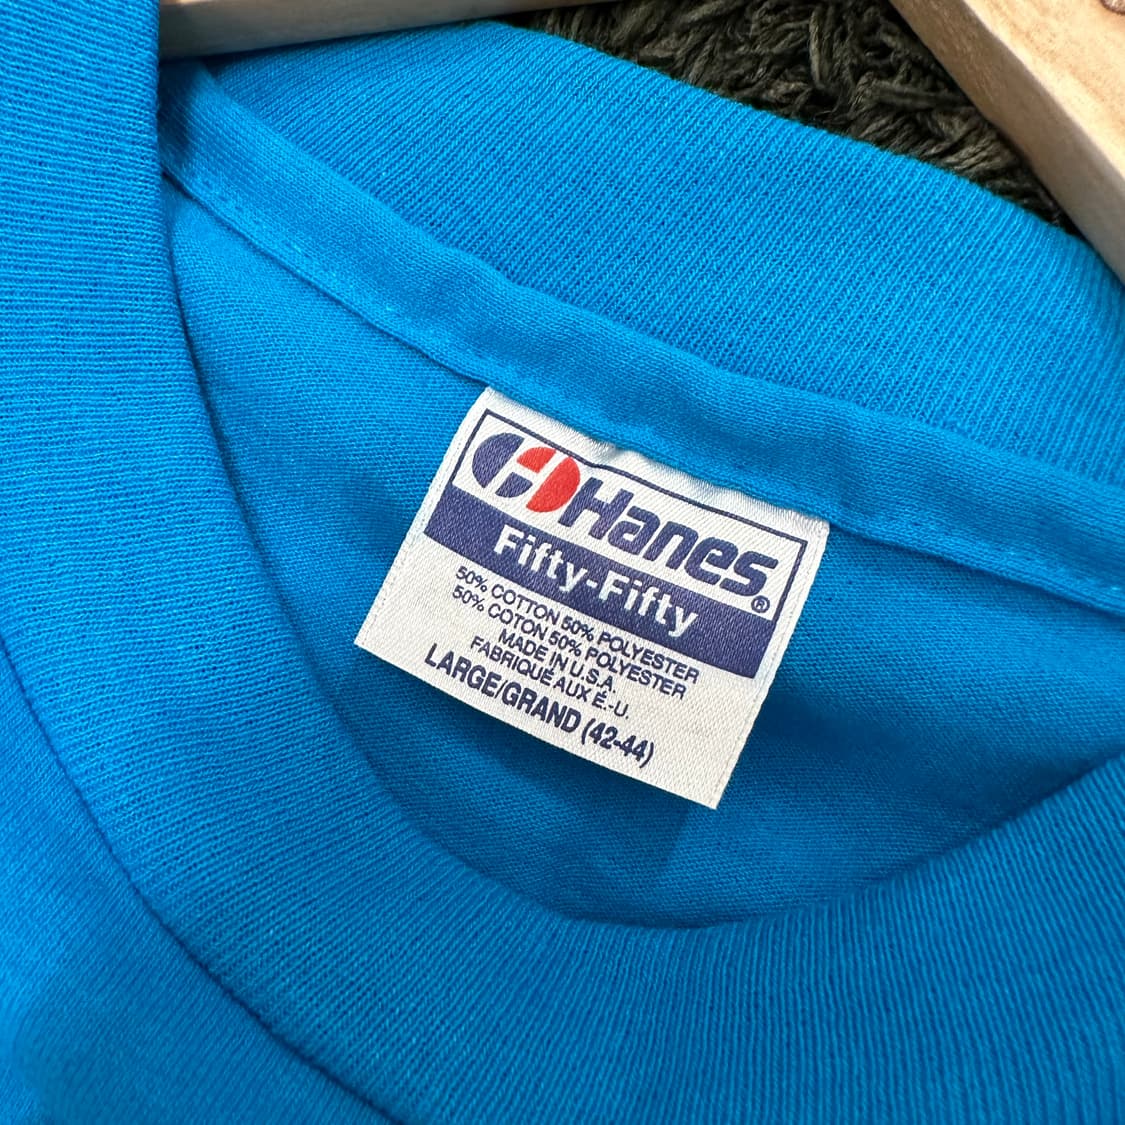 Hanes®
Fifty-Fifty
50% COTTON 50% POLYESTER
50% COTON 50% POLYESTER
MADE IN U.S.A.
FABRIQUÉ AUX É.-U.
LARGE/GRAND (42-44)